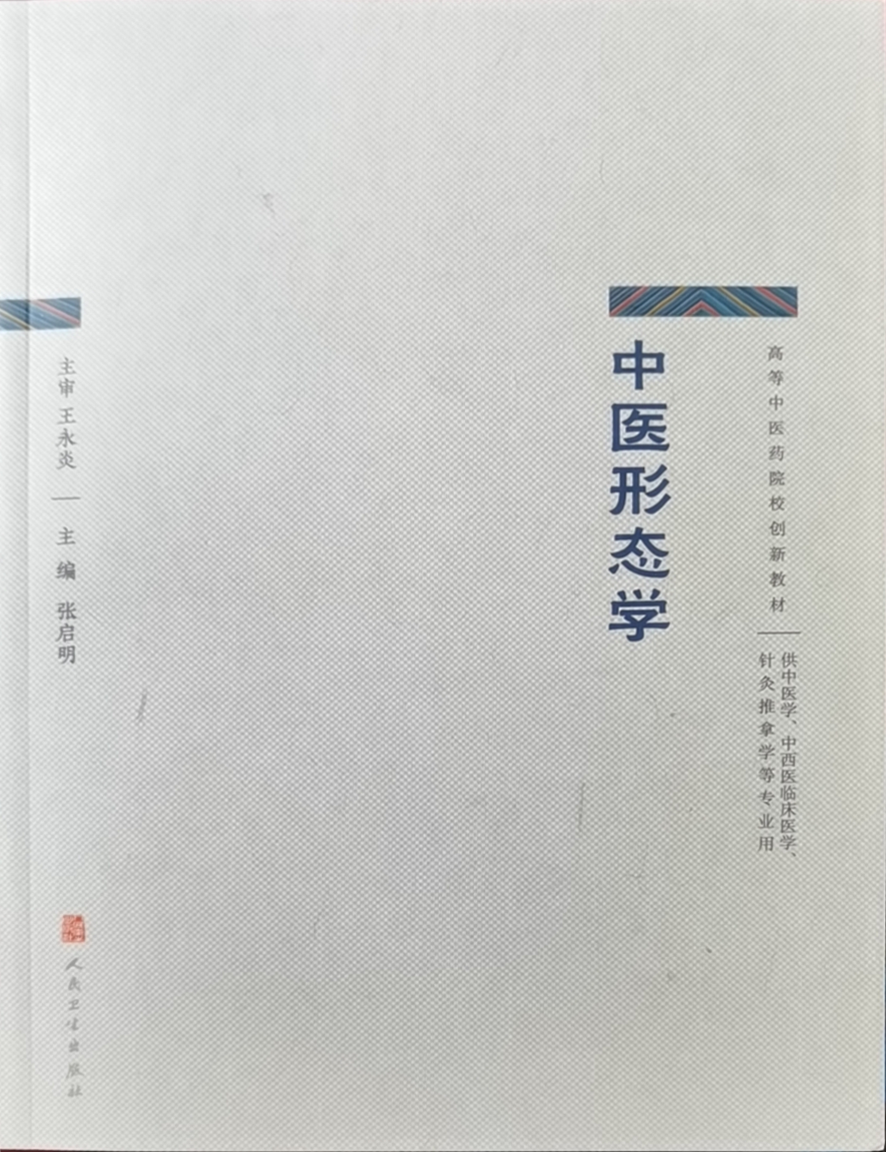 高等中医药院校创新教材
供中医学、中西医临床医学、
针灸推拿学等专业用
中医形态学
主审 王永炎
主编 张启明
人民卫生出版社